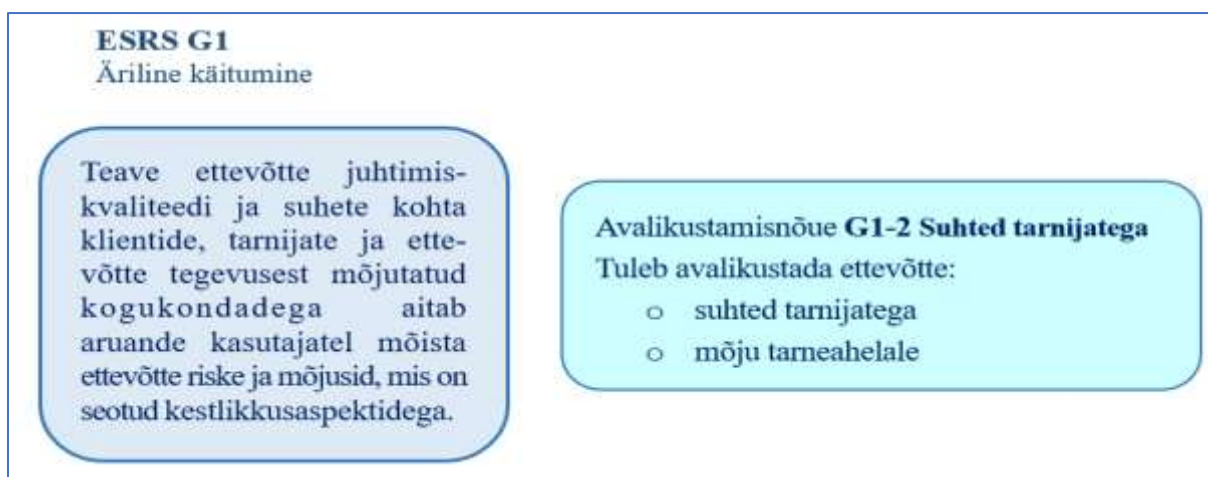 ESRS G1
Äriline käitumine
Teave ettevõtte juhtimis-
kvaliteedi ja suhete kohta
klientide, tarnijate ja ette-
võtte tegevusest mõjutatud
kogukondadega aitab
aruande kasutajatel mõista
ettevõtte riske ja mõjusid, mis on
seotud kestlikkusaspektidega.
Avalikustamisnõue G1-2 Suhted tarnijatega
Tuleb avalikustada ettevõtte:
o suhted tarnijatega
o mõju tarneahelale